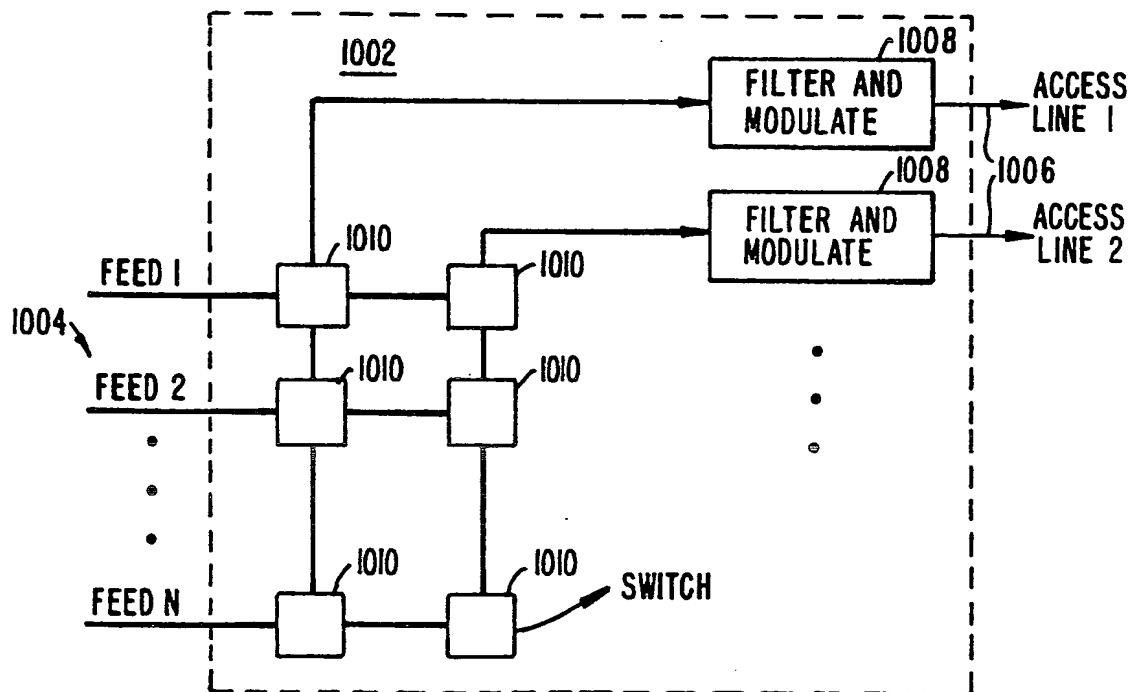 1002
1008
FILTER AND
MODULATE
ACCESS
LINE 1
1008
1006
FILTER AND
MODULATE
ACCESS
LINE 2
1010
1010
FEED 1
1004
1010
1010
FEED 2
1010
1010
SWITCH
FEED N